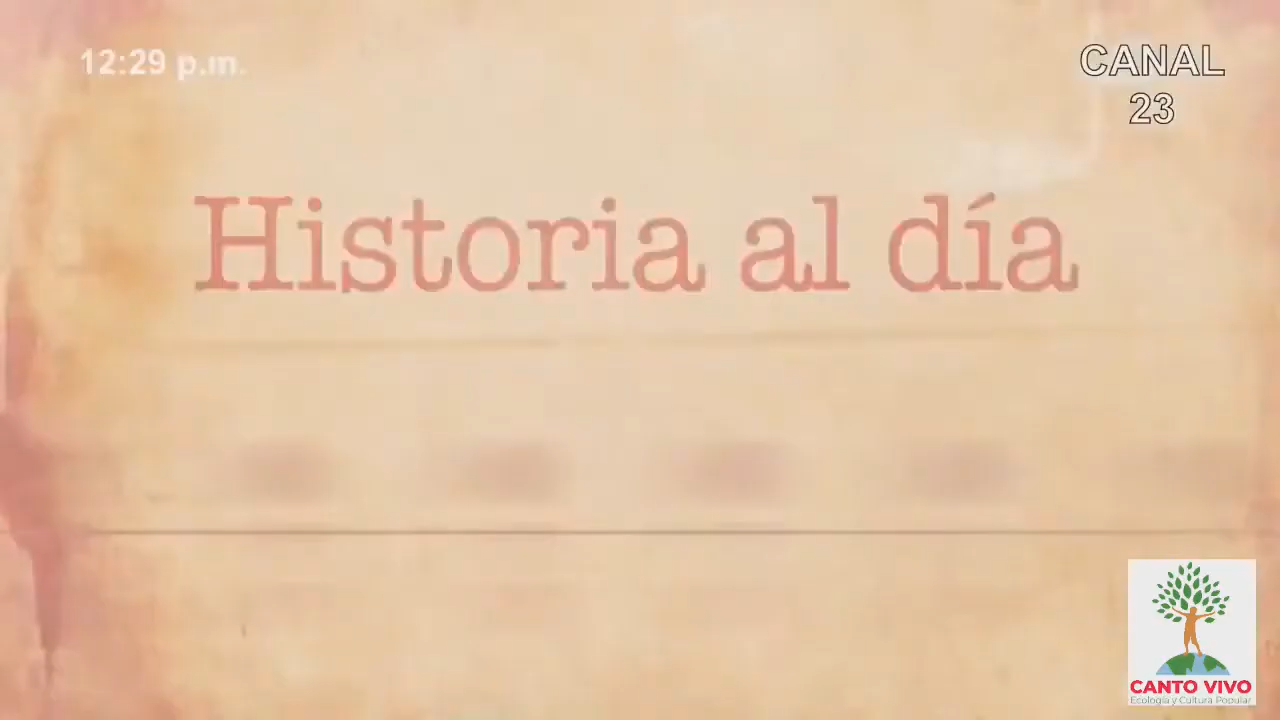 12:29 p.m.
CANAL
23
Historia al día
CANTO VIVO
Ecología y Cultura Popular